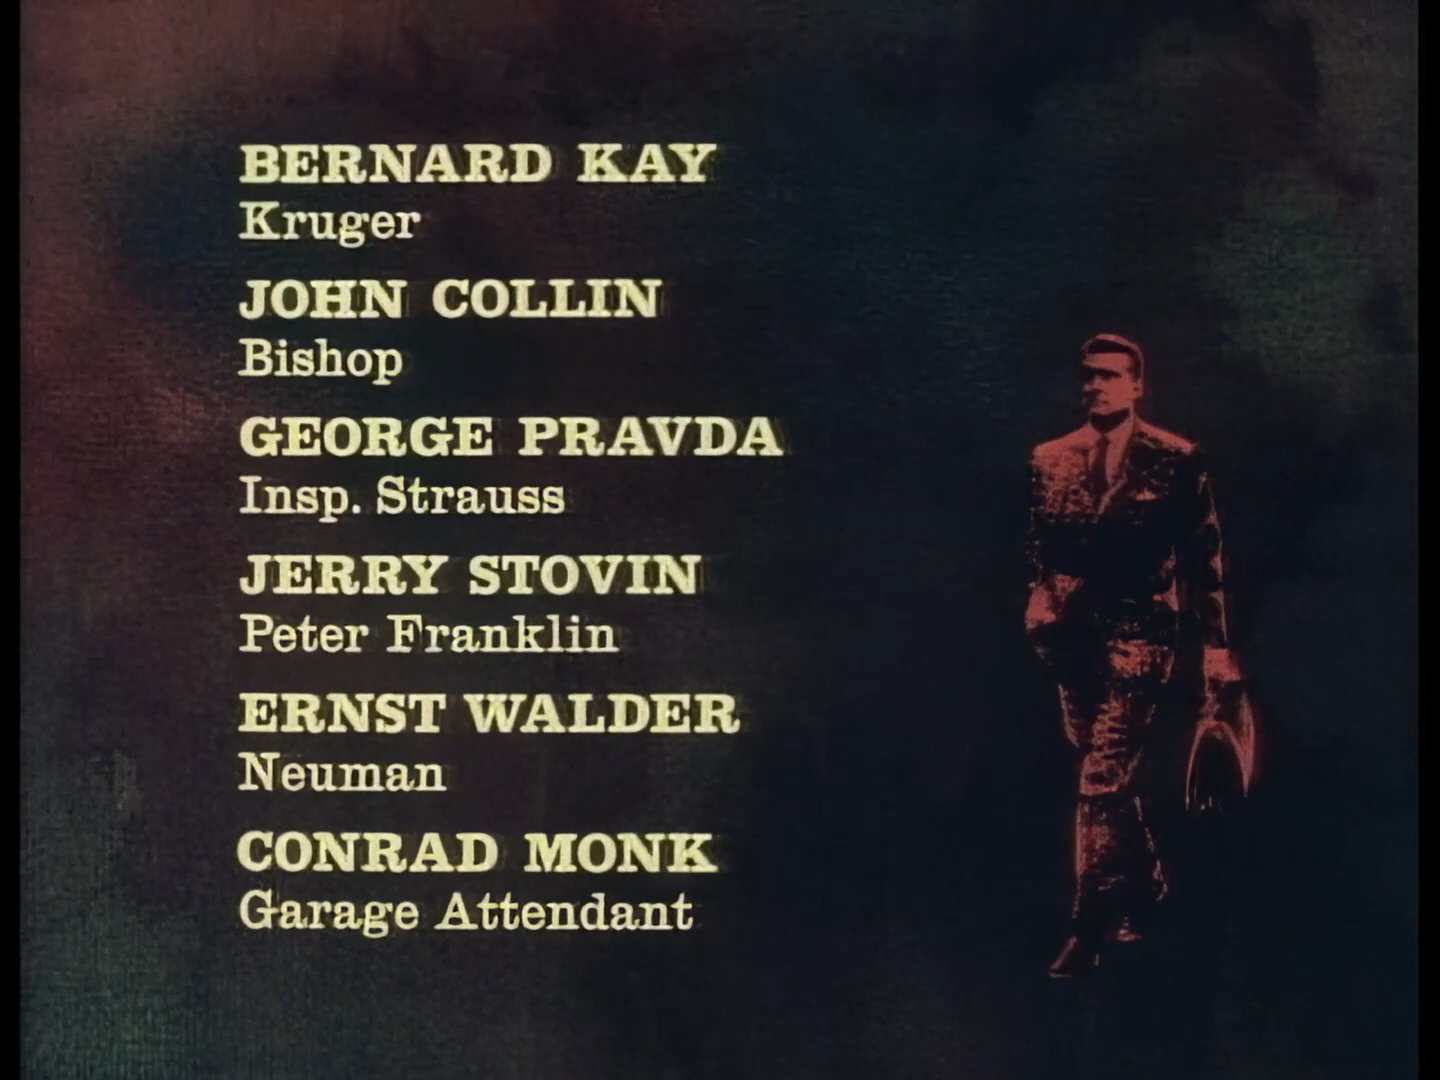 BERNARD KAY
Kruger
JOHN COLLIN
Bishop
GEORGE PRAVDA
Insp. Strauss
JERRY STOVIN
Peter Franklin
ERNST WALDER
Neuman
CONRAD MONK
Garage Attendant